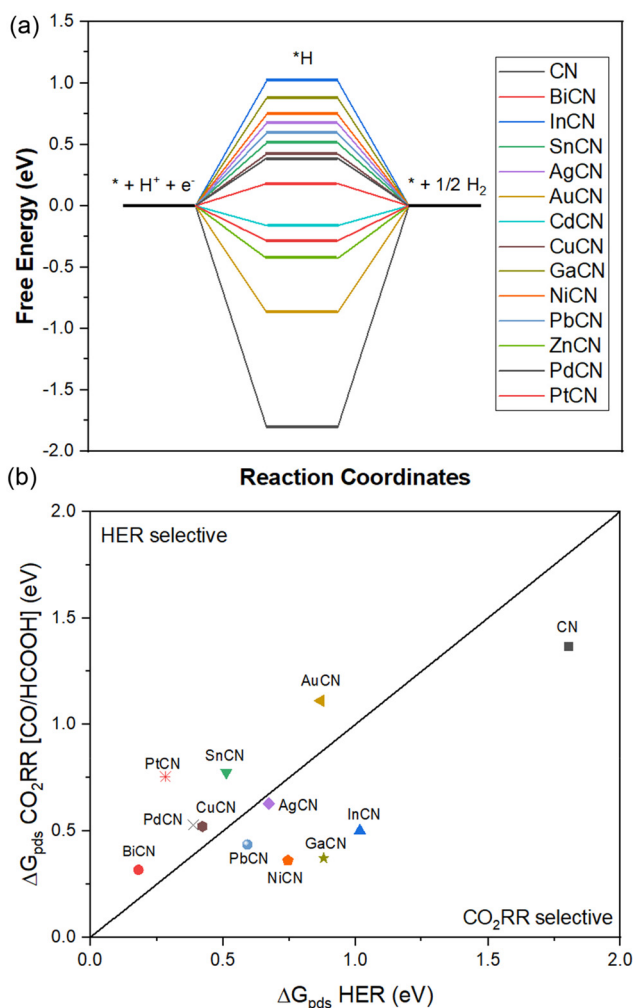 (a)
1.5
1.0
0.5
0.0
-0.5
-1.0
-1.5
-2.0
Free Energy (eV)
*H
* + H⁺ + e⁻
* + 1/2 H₂
CN
BiCN
InCN
SnCN
AgCN
AuCN
CdCN
CuCN
GaCN
NiCN
PbCN
ZnCN
PdCN
PtCN
Reaction Coordinates
(b)
2.0
1.5
1.0
0.5
0.0
ΔG_pds CO₂RR [CO/HCOOH] (eV)
HER selective
CN
AuCN
PtCN
SnCN
PdCN
CuCN
AgCN
InCN
BiCN
PbCN
GaCN
NiCN
CO₂RR selective
0.0 0.5 1.0 1.5 2.0
ΔG_pds HER (eV)